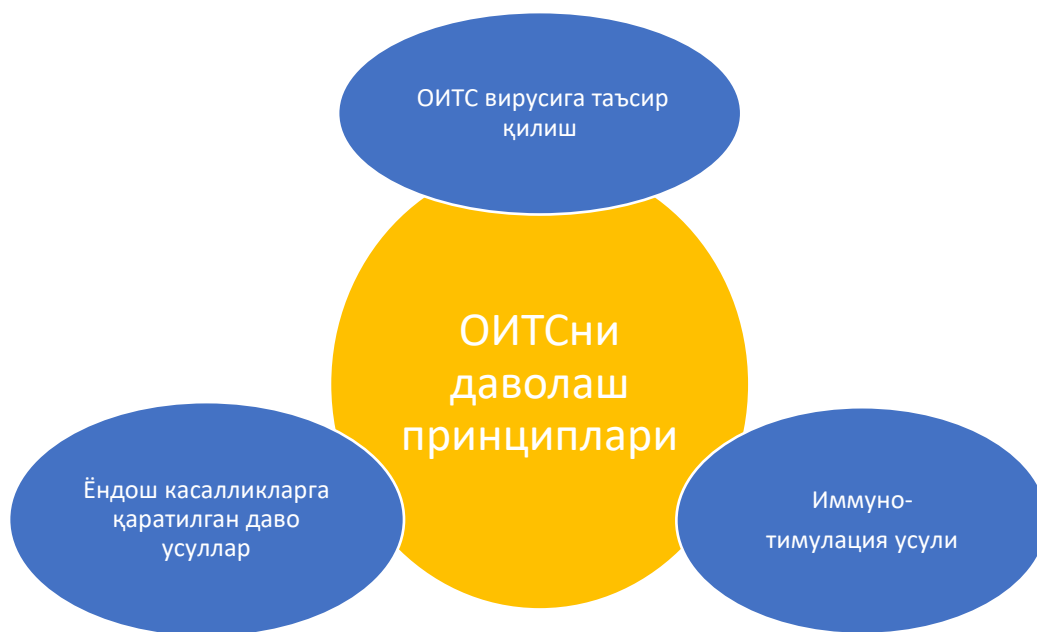 ОИТС вирусига таъсир
қилиш
ОИТСни
даволаш
принциплари
Ёндош касалликларга
қаратилган даво
усуллар
Иммуно-
тимулация усули